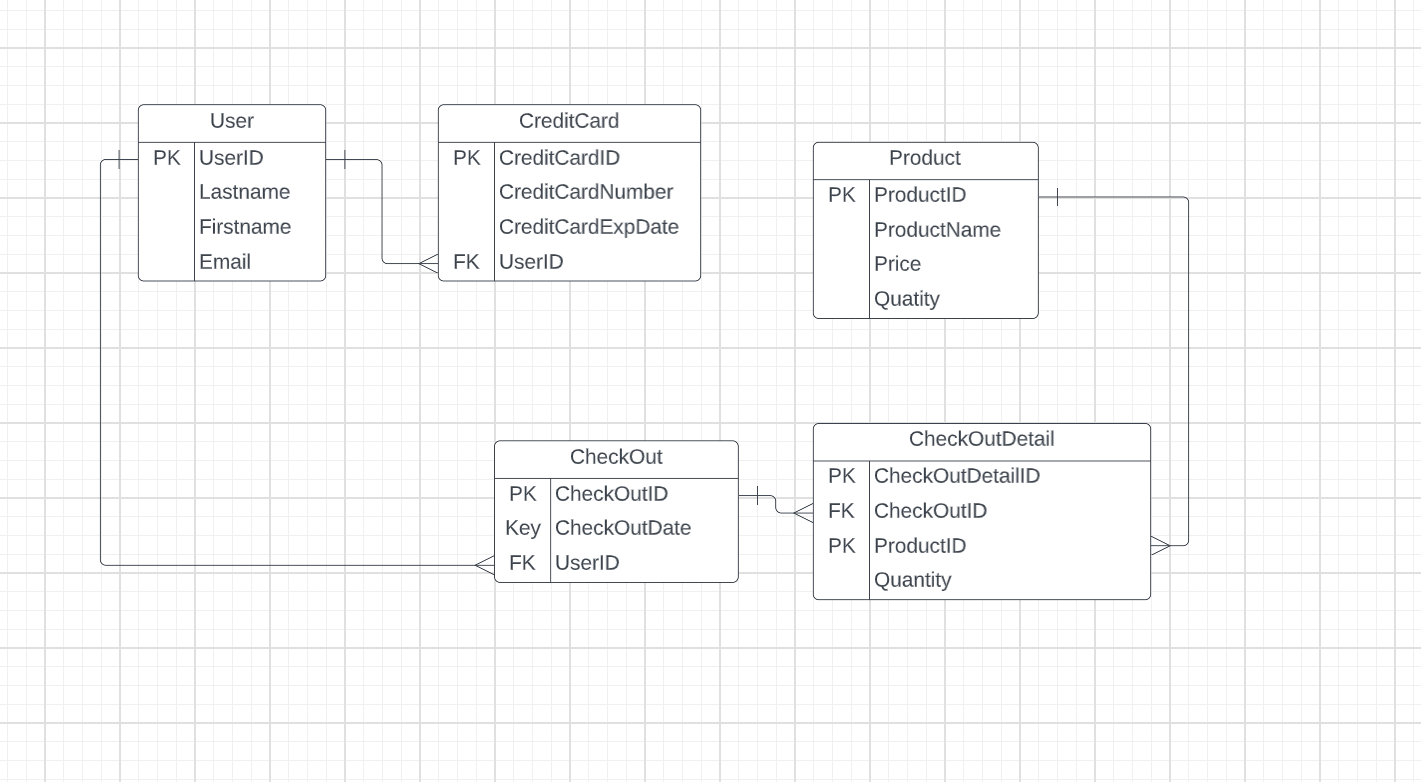 User
PK UserID
Lastname
Firstname
Email
CreditCard
PK CreditCardID
CreditCardNumber
CreditCardExpDate
FK UserID
Product
PK ProductID
ProductName
Price
Quatity
CheckOut
PK CheckOutID
Key CheckOutDate
FK UserID
CheckOutDetail
PK CheckOutDetailID
FK CheckOutID
PK ProductID
Quantity